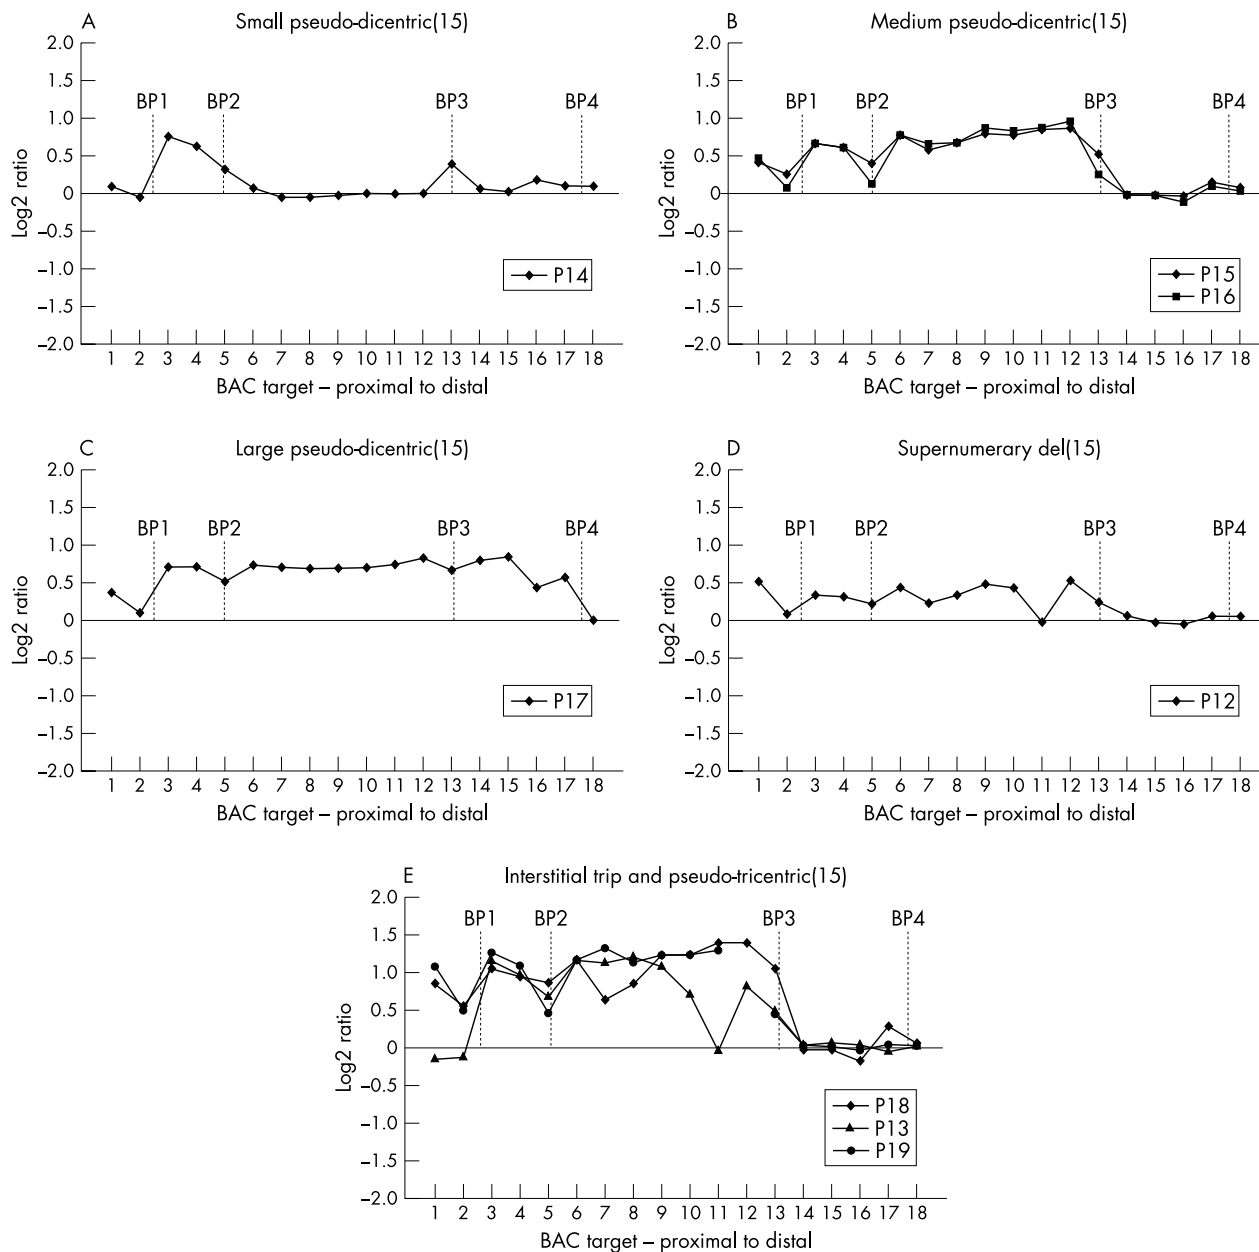 A Small pseudo-dicentric(15)
2.0
1.5
1.0
0.5
0
–0.5
–1.0
–1.5
–2.0
Log2 ratio
BP1 BP2 BP3 BP4
P14
1 2 3 4 5 6 7 8 9 10 11 12 13 14 15 16 17 18
BAC target – proximal to distal
B Medium pseudo-dicentric(15)
2.0
1.5
1.0
0.5
0
–0.5
–1.0
–1.5
–2.0
Log2 ratio
BP1 BP2 BP3 BP4
P15
P16
1 2 3 4 5 6 7 8 9 10 11 12 13 14 15 16 17 18
BAC target – proximal to distal
C Large pseudo-dicentric(15)
2.0
1.5
1.0
0.5
0
–0.5
–1.0
–1.5
–2.0
Log2 ratio
BP1 BP2 BP3 BP4
P17
1 2 3 4 5 6 7 8 9 10 11 12 13 14 15 16 17 18
BAC target – proximal to distal
D Supernumerary del(15)
2.0
1.5
1.0
0.5
0
–0.5
–1.0
–1.5
–2.0
Log2 ratio
BP1 BP2 BP3 BP4
P12
1 2 3 4 5 6 7 8 9 10 11 12 13 14 15 16 17 18
BAC target – proximal to distal
E Interstitial trip and pseudo-tricentric(15)
2.0
1.5
1.0
0.5
0
–0.5
–1.0
–1.5
–2.0
Log2 ratio
BP1 BP2 BP3 BP4
P18
P13
P19
1 2 3 4 5 6 7 8 9 10 11 12 13 14 15 16 17 18
BAC target – proximal to distal